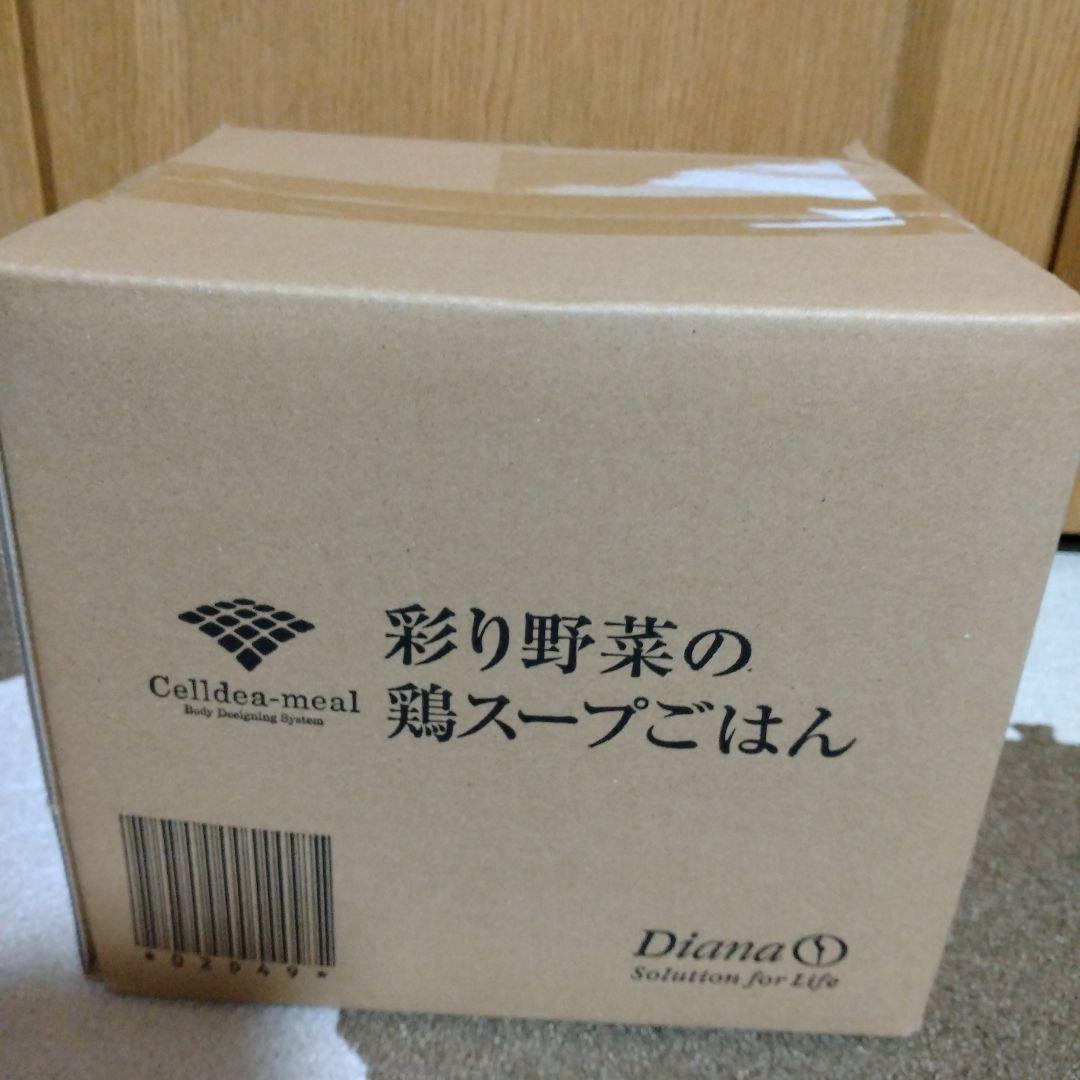 彩り野菜の
鶏スープごはん
Celldea-meal
Body Designing System
*02649*
Diana
Solution for Life